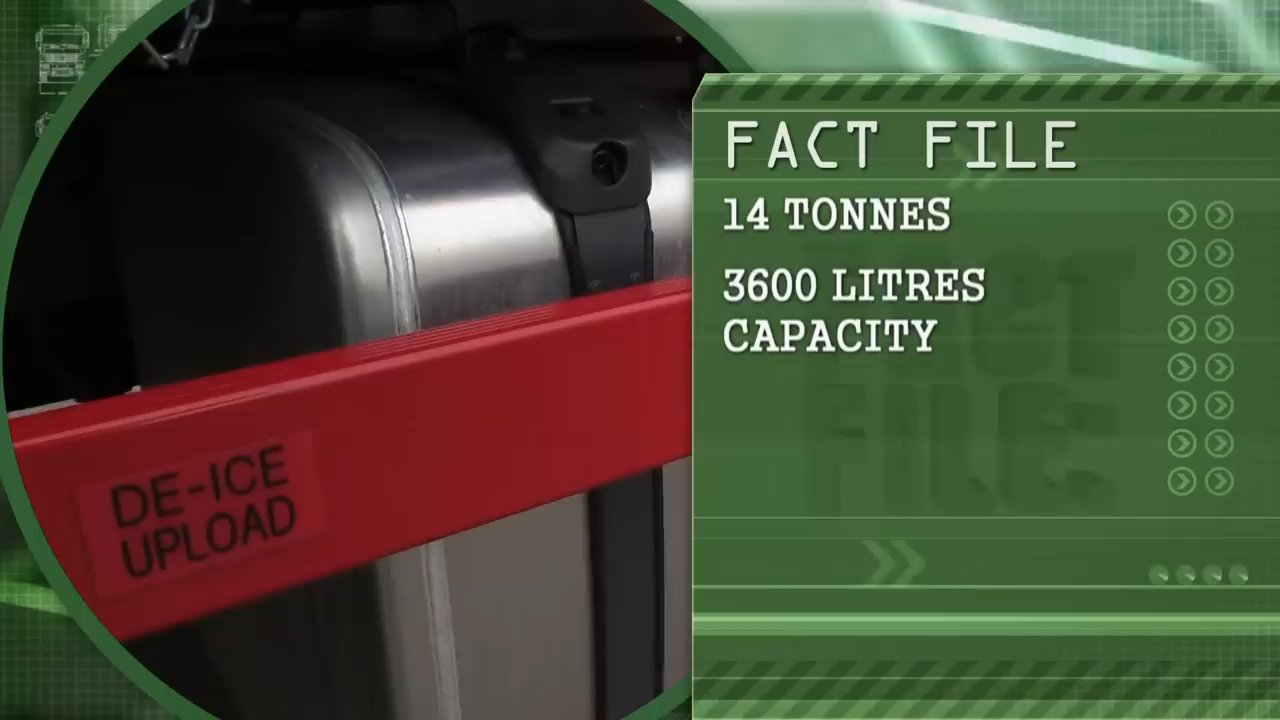 FACT FILE
14 TONNES
3600 LITRES
CAPACITY
DE-ICE
UPLOAD